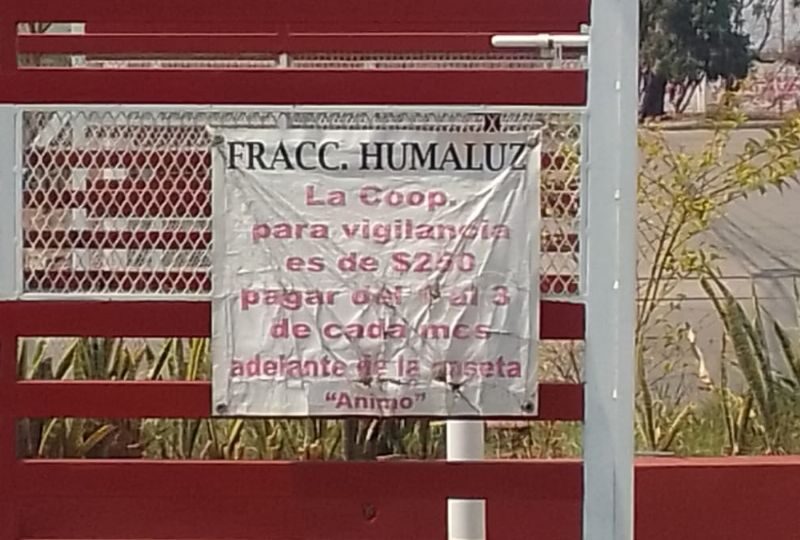 FRACC. HUMALUZ
La Coop.
para vigilancia
es de $250
pagar del 1 al 3
de cada mes
adelante de la caseta
“Animo”